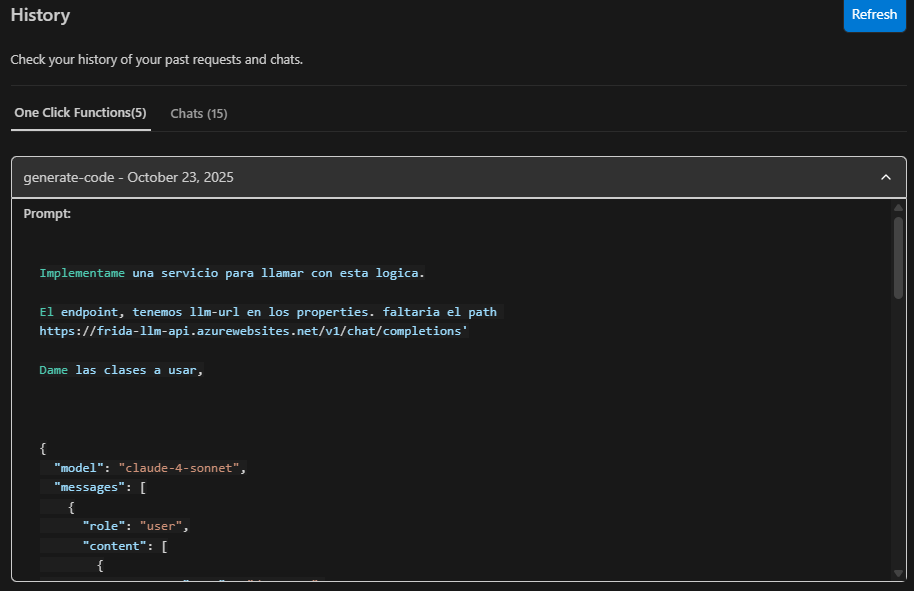 History
Refresh
Check your history of your past requests and chats.
One Click Functions(5)
Chats (15)
generate-code - October 23, 2025
Prompt:
Implementame una servicio para llamar con esta logica.
El endpoint, tenemos llm-url en los properties. faltaria el path
https://frida-llm-api.azurewebsites.net/v1/chat/completions'
Dame las clases a usar,
{
"model": "claude-4-sonnet",
"messages": [
{
"role": "user",
"content": [
{